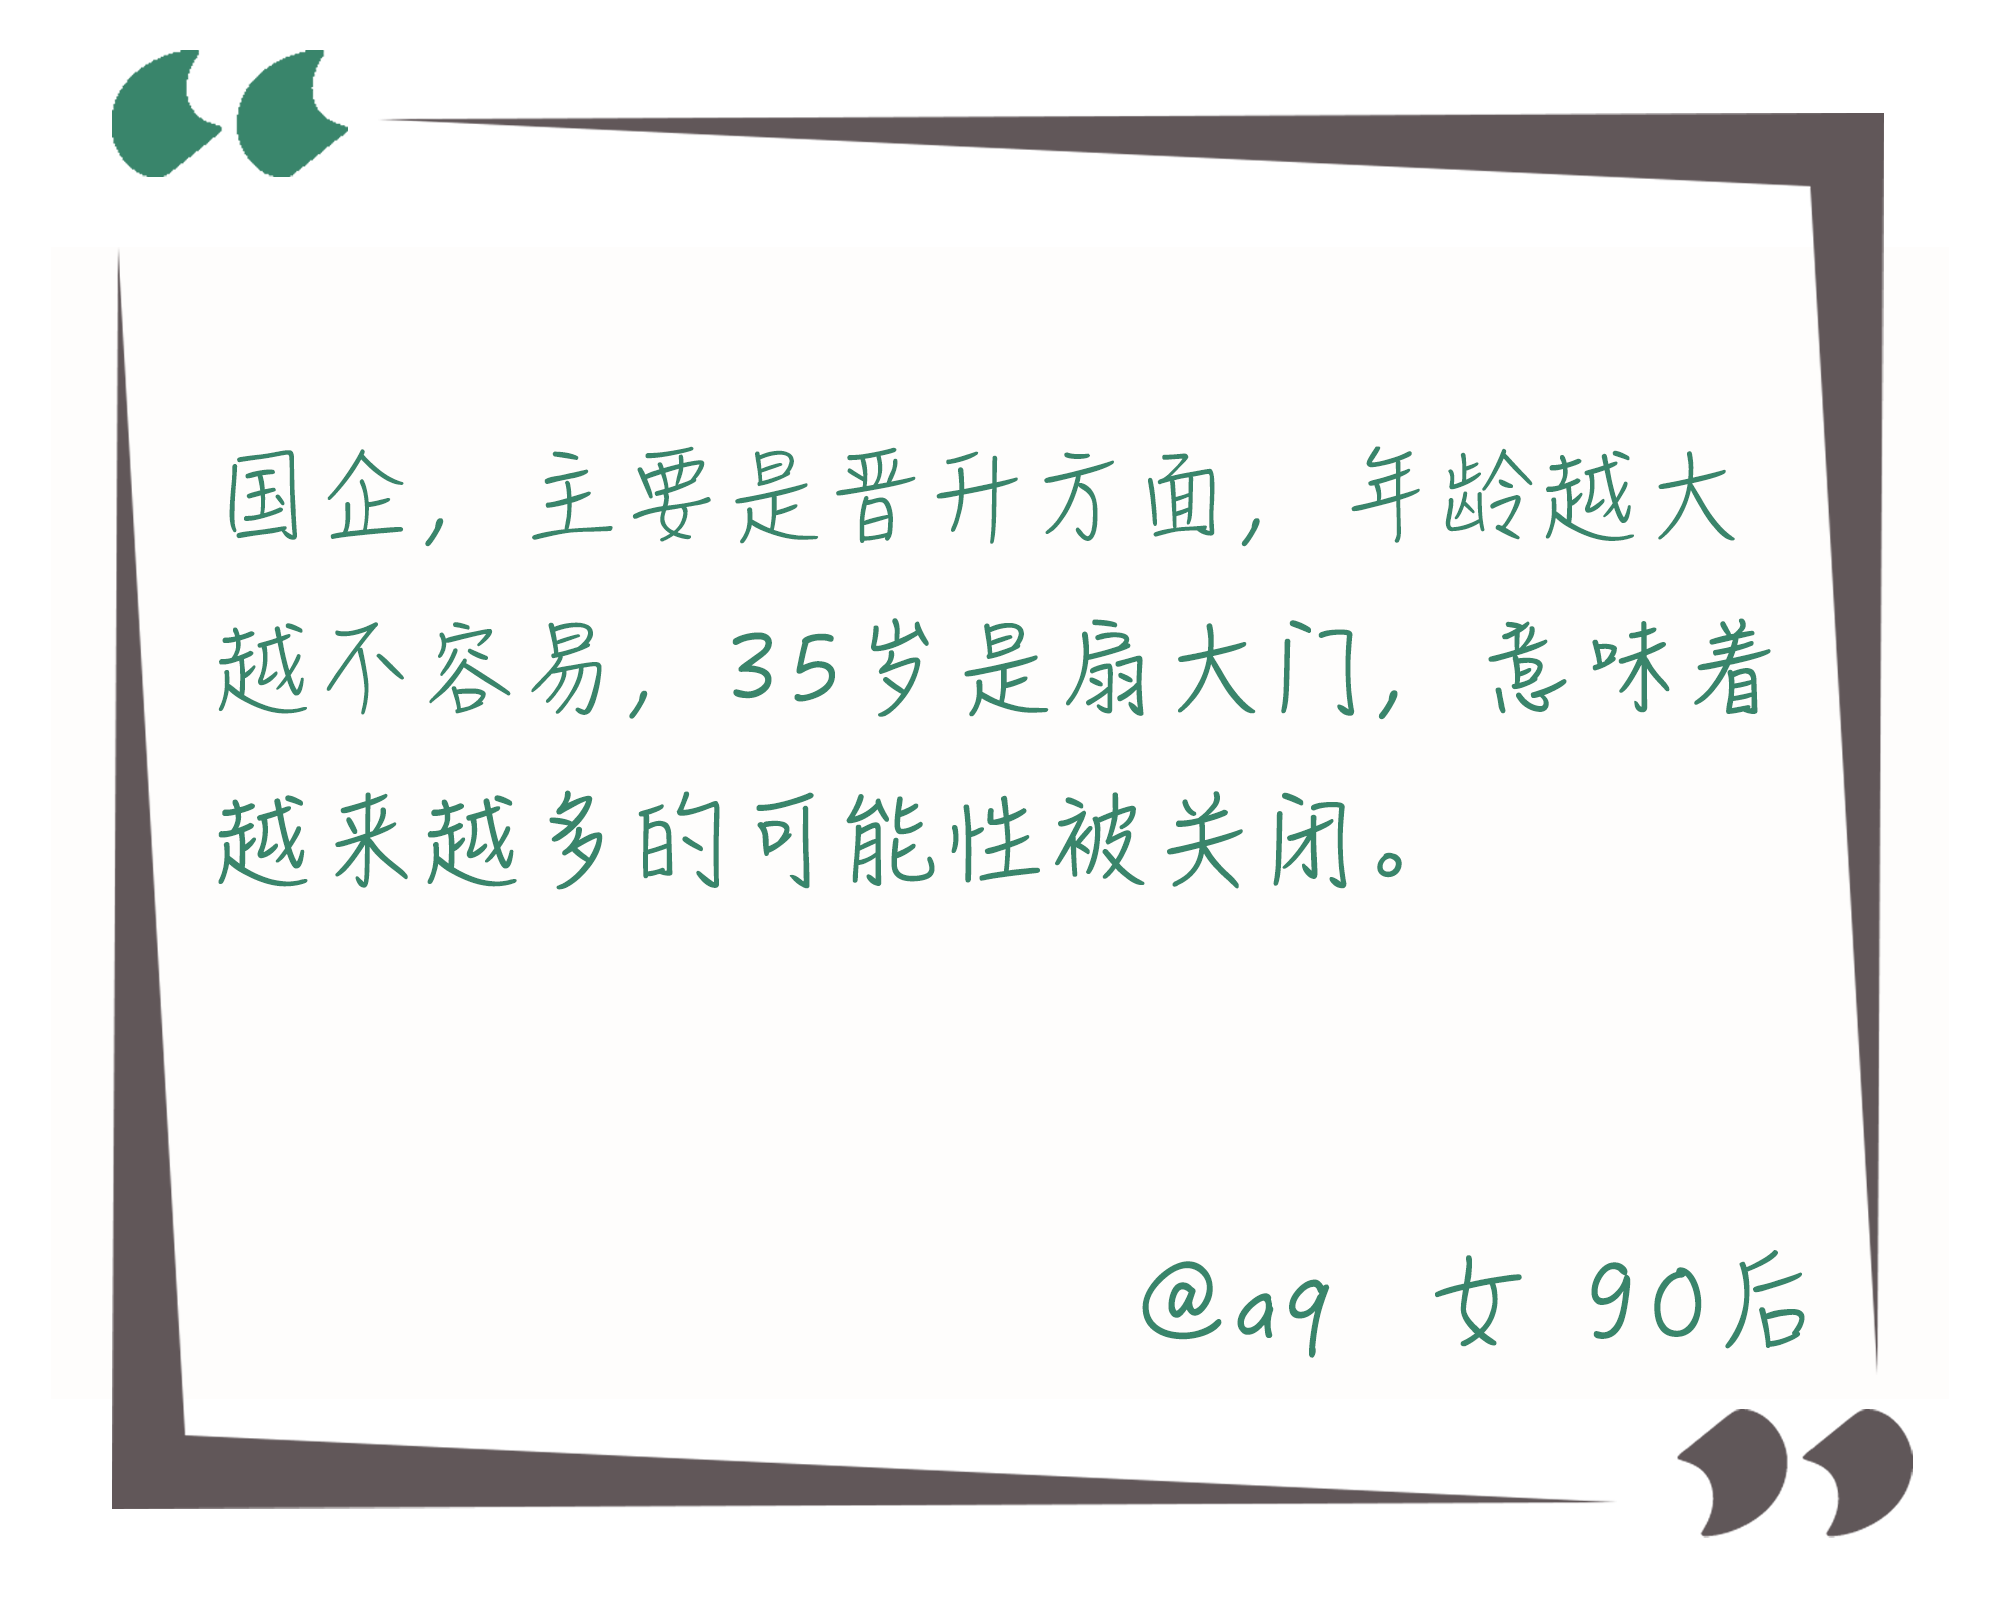 国企，主要是晋升方面，年龄越大
越不容易，35岁是扇大门，意味着
越来越多的可能性被关闭。
@aq 女 90后